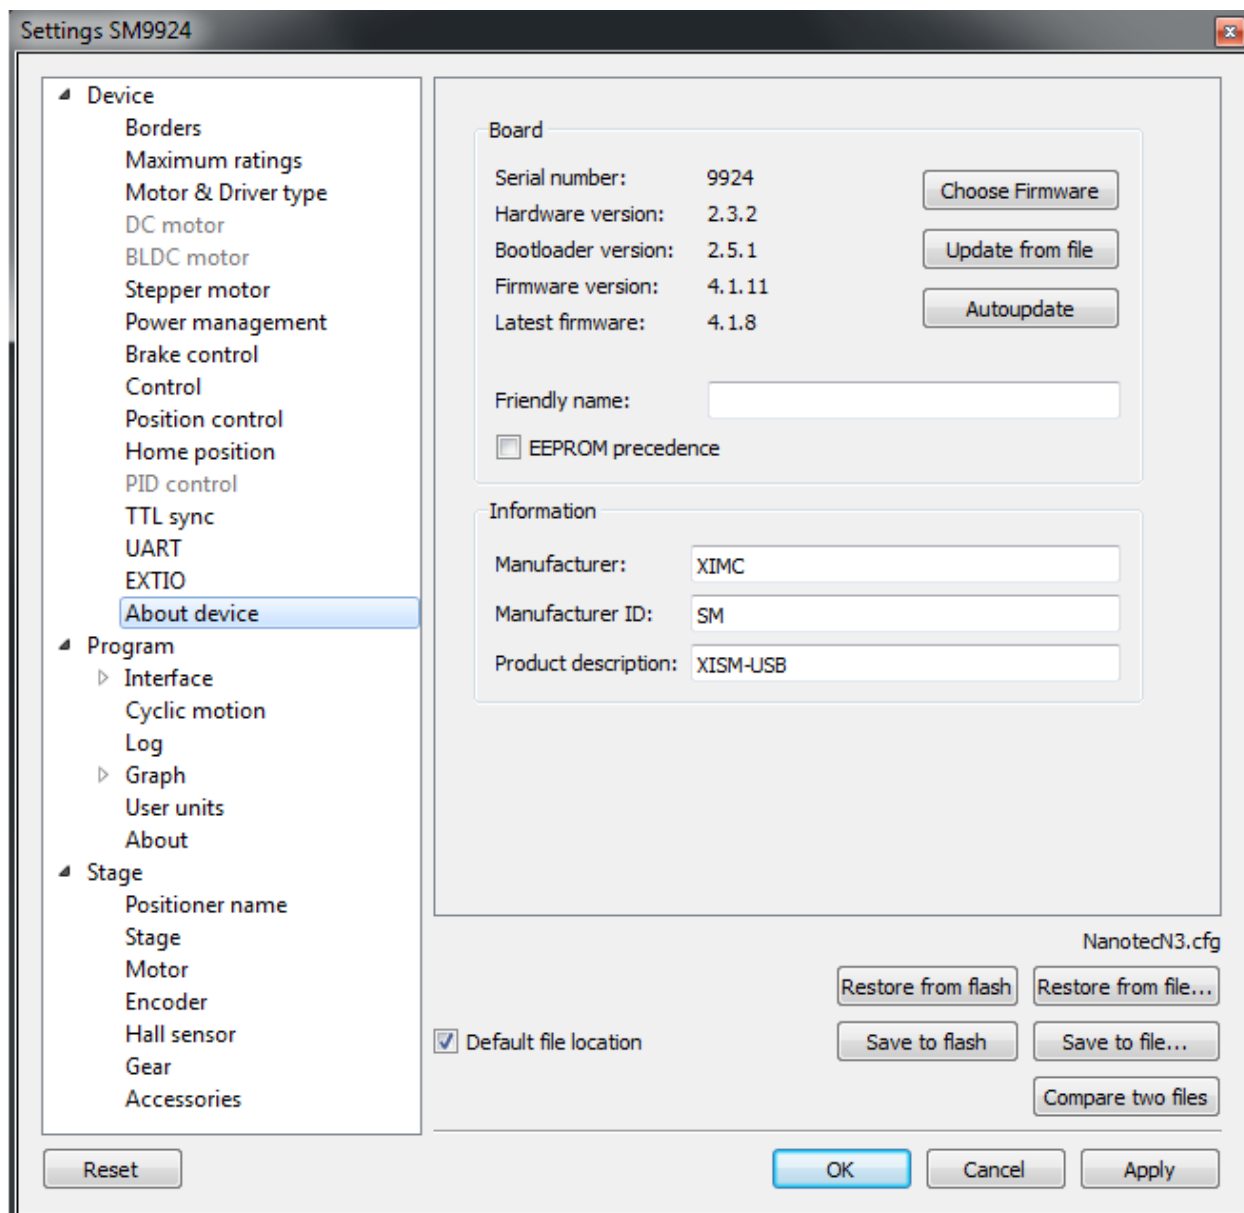 Settings SM9924
Device
Borders
Maximum ratings
Motor & Driver type
DC motor
BLDC motor
Stepper motor
Power management
Brake control
Control
Position control
Home position
PID control
TTL sync
UART
EXTIO
About device
Program
Interface
Cyclic motion
Log
Graph
User units
About
Stage
Positioner name
Stage
Motor
Encoder
Hall sensor
Gear
Accessories
Board
Serial number: 9924
Hardware version: 2.3.2
Bootloader version: 2.5.1
Firmware version: 4.1.11
Latest firmware: 4.1.8
Choose Firmware
Update from file
Autoupdate
Friendly name:
EEPROM precedence
Information
Manufacturer: XIMC
Manufacturer ID: SM
Product description: XISM-USB
NanotecN3.cfg
Restore from flash Restore from file...
Default file location Save to flash Save to file...
Compare two files
Reset OK Cancel Apply